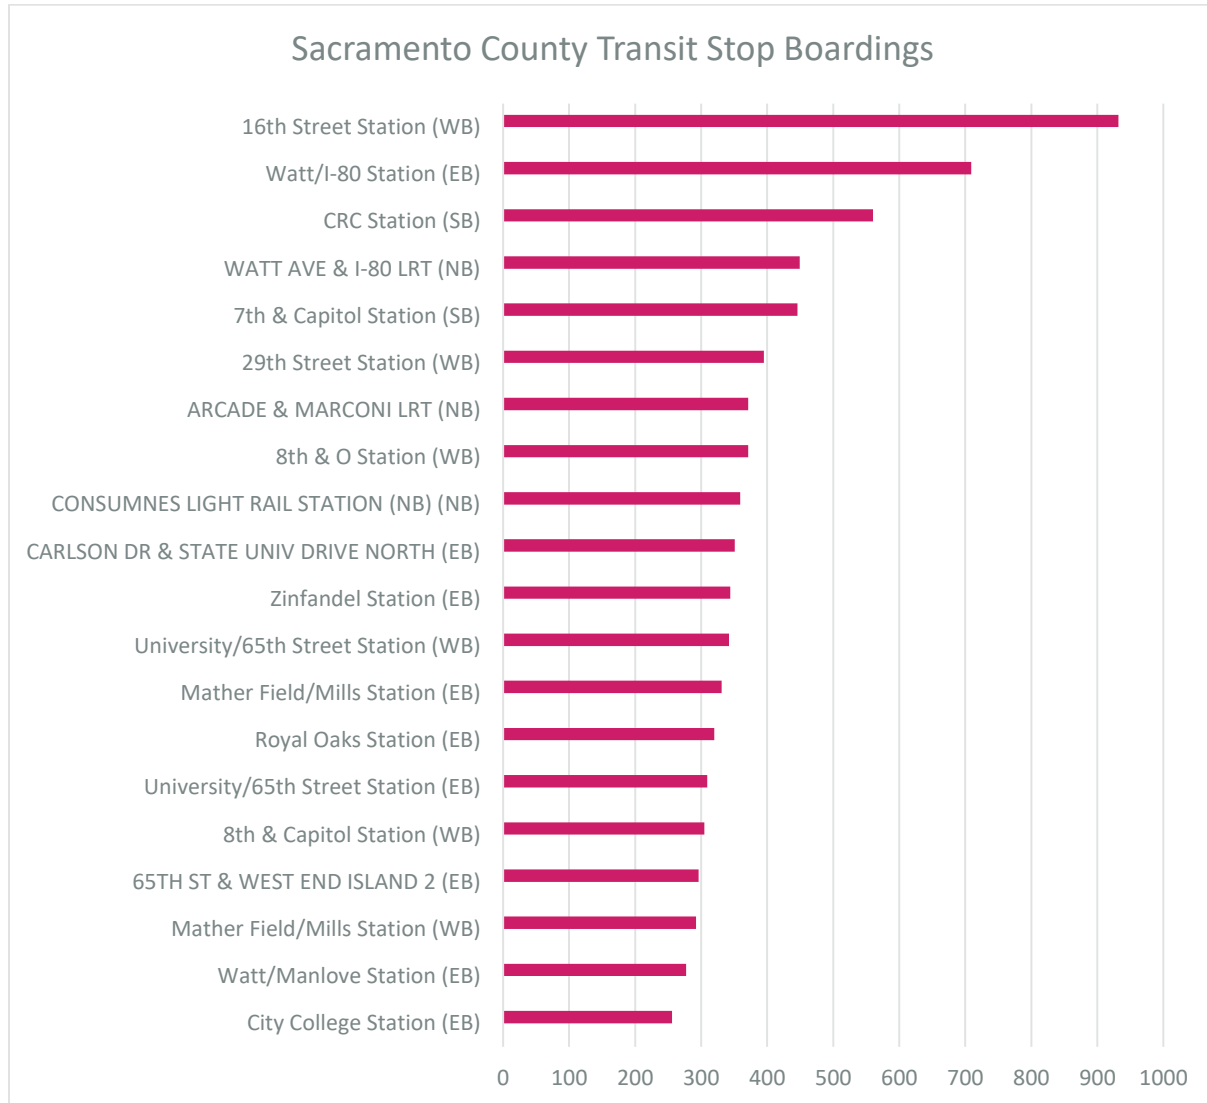 Sacramento County Transit Stop Boardings
16th Street Station (WB)
Watt/I-80 Station (EB)
CRC Station (SB)
WATT AVE & I-80 LRT (NB)
7th & Capitol Station (SB)
29th Street Station (WB)
ARCADE & MARCONI LRT (NB)
8th & O Station (WB)
CONSUMNES LIGHT RAIL STATION (NB) (NB)
CARLSON DR & STATE UNIV DRIVE NORTH (EB)
Zinfandel Station (EB)
University/65th Street Station (WB)
Mather Field/Mills Station (EB)
Royal Oaks Station (EB)
University/65th Street Station (EB)
8th & Capitol Station (WB)
65TH ST & WEST END ISLAND 2 (EB)
Mather Field/Mills Station (WB)
Watt/Manlove Station (EB)
City College Station (EB)
0 100 200 300 400 500 600 700 800 900 1000